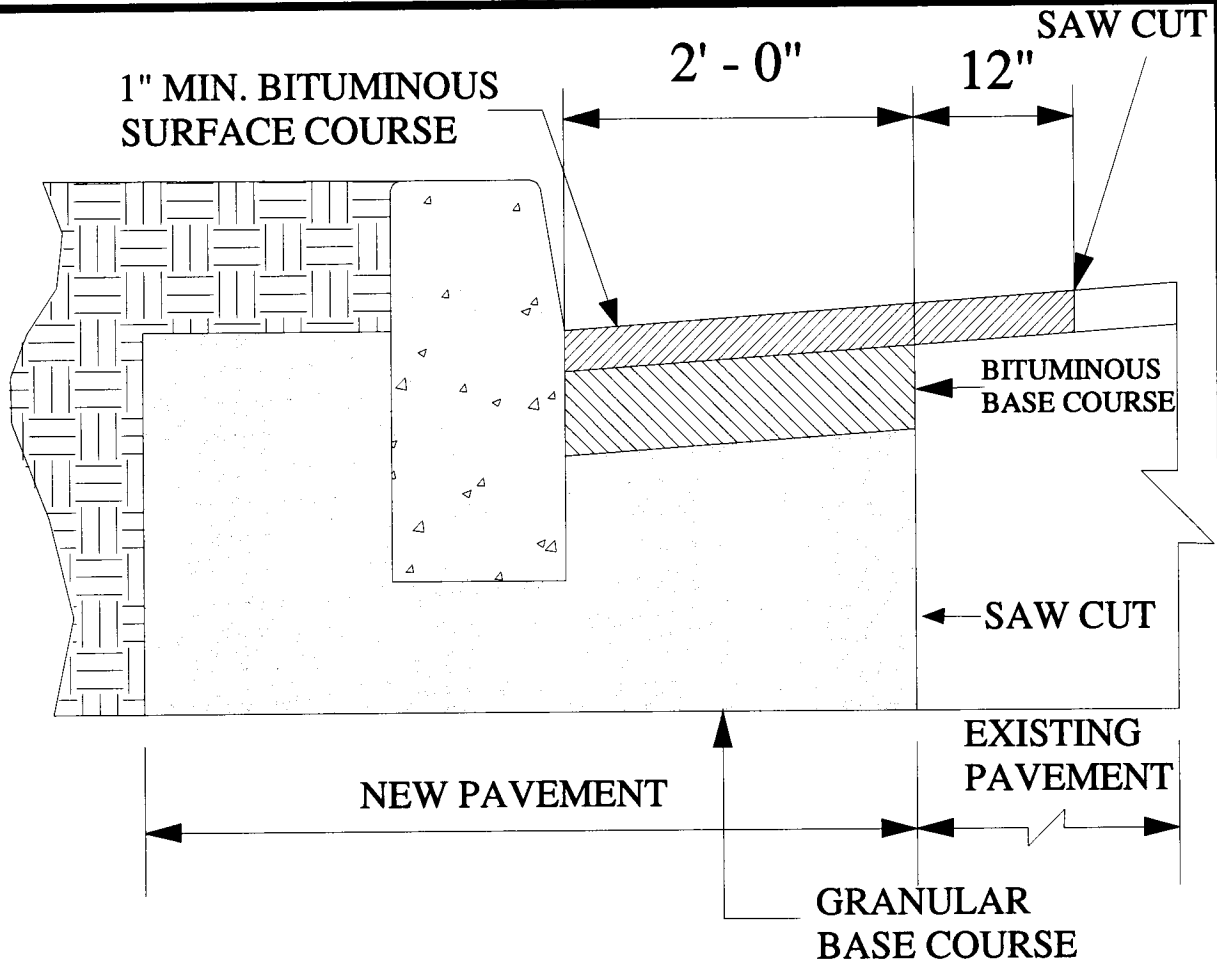 SAW CUT
2' - 0"
12"
1" MIN. BITUMINOUS
SURFACE COURSE
BITUMINOUS
BASE COURSE
SAW CUT
EXISTING
PAVEMENT
NEW PAVEMENT
GRANULAR
BASE COURSE